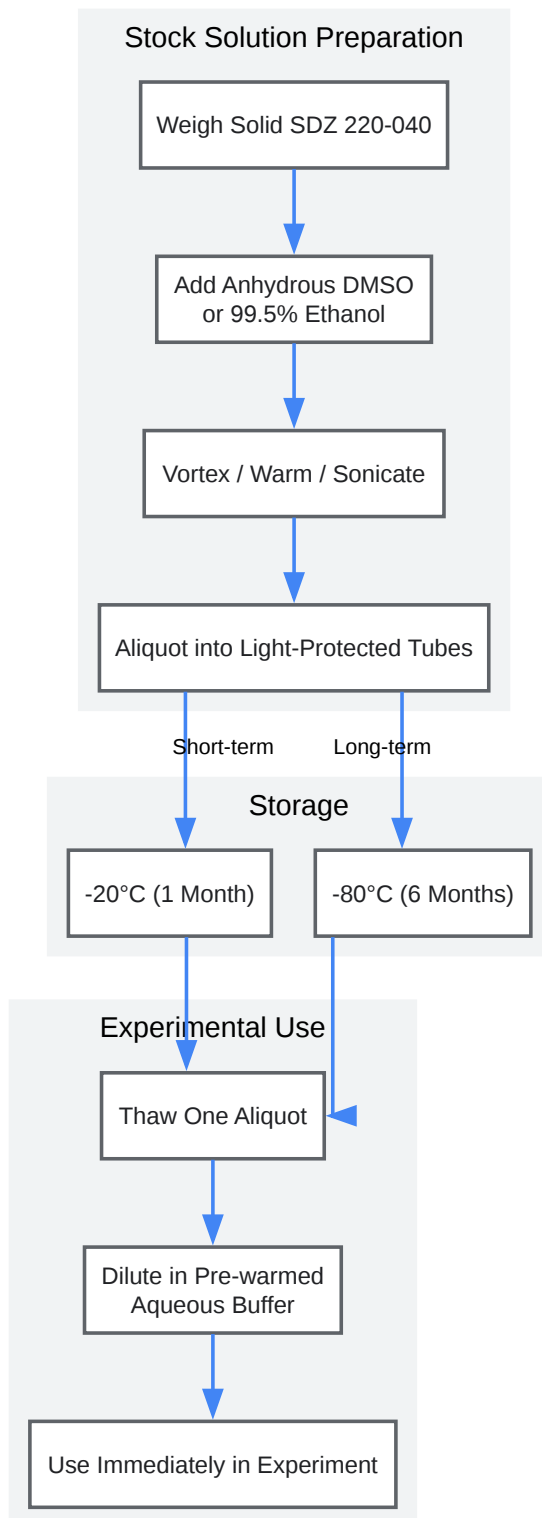 Stock Solution Preparation
Weigh Solid SDZ 220-040
Add Anhydrous DMSO
or 99.5% Ethanol
Vortex / Warm / Sonicate
Aliquot into Light-Protected Tubes
Short-term
Long-term
Storage
-20°C (1 Month)
-80°C (6 Months)
Experimental Use
Thaw One Aliquot
Dilute in Pre-warmed
Aqueous Buffer
Use Immediately in Experiment